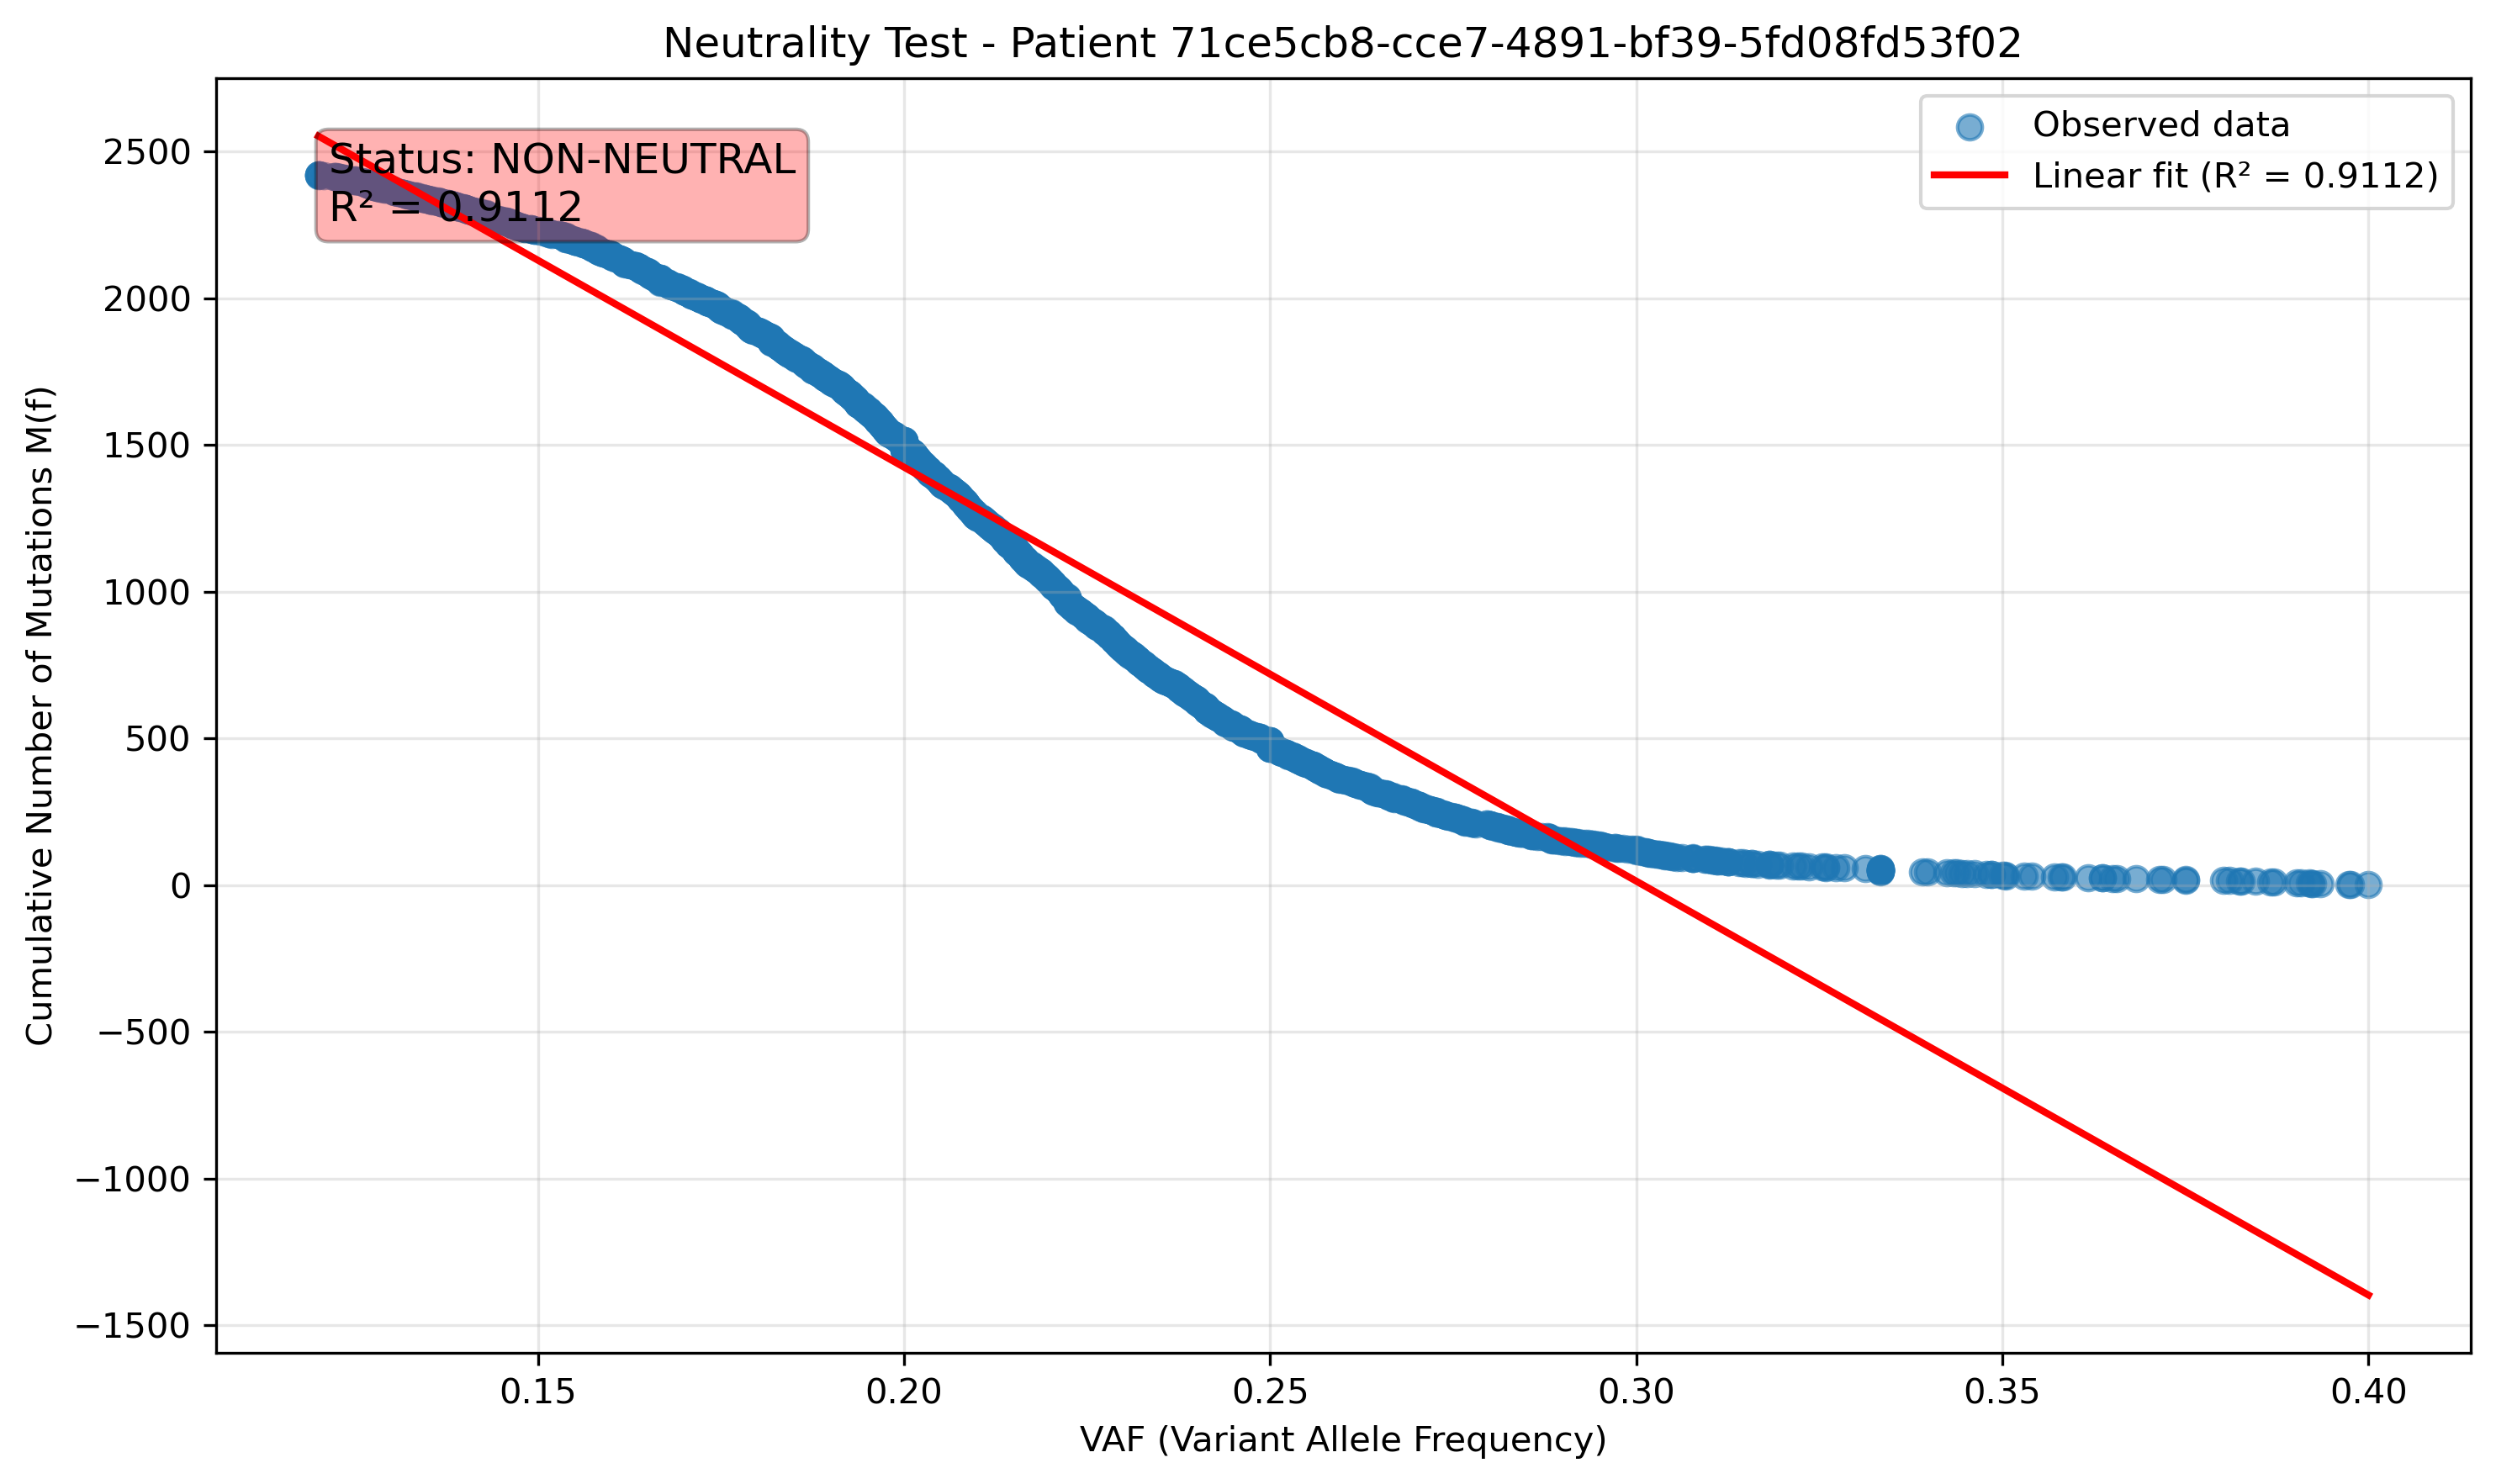 Neutrality Test - Patient 71ce5cb8-cce7-4891-bf39-5fd08fd53f02
Observed data
Linear fit (R² = 0.9112)
Status: NON-NEUTRAL
R² = 0.9112
Cumulative Number of Mutations M(f)
2500
2000
1500
1000
500
0
−500
−1000
−1500
0.15 0.20 0.25 0.30 0.35 0.40
VAF (Variant Allele Frequency)